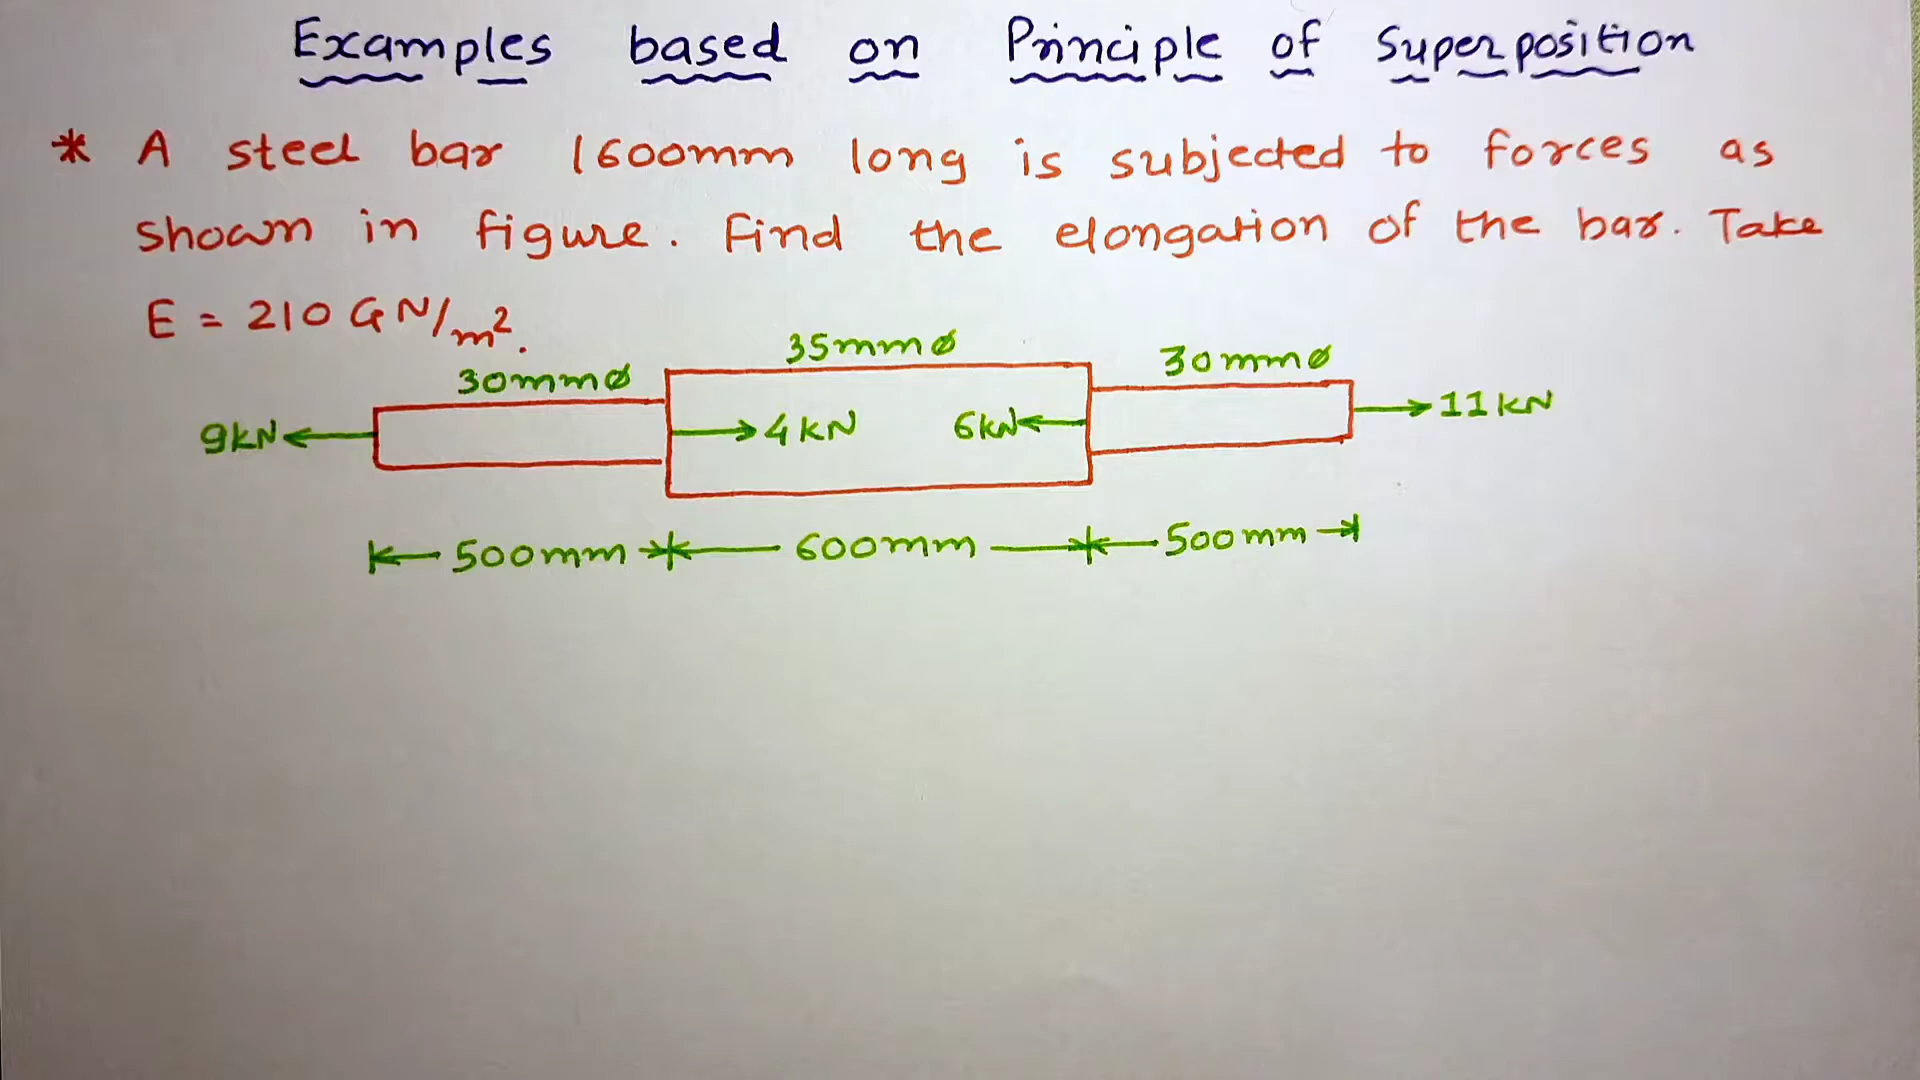 Examples based on Principle of Superposition
* A steel bar 1600mm long is subjected to forces as
shown in figure. Find the elongation of the bar. Take
E = 210 GN/m².
30mmø 35mmø 30mmø
9kN 4kN 6kN 11kN
500mm 600mm 500mm